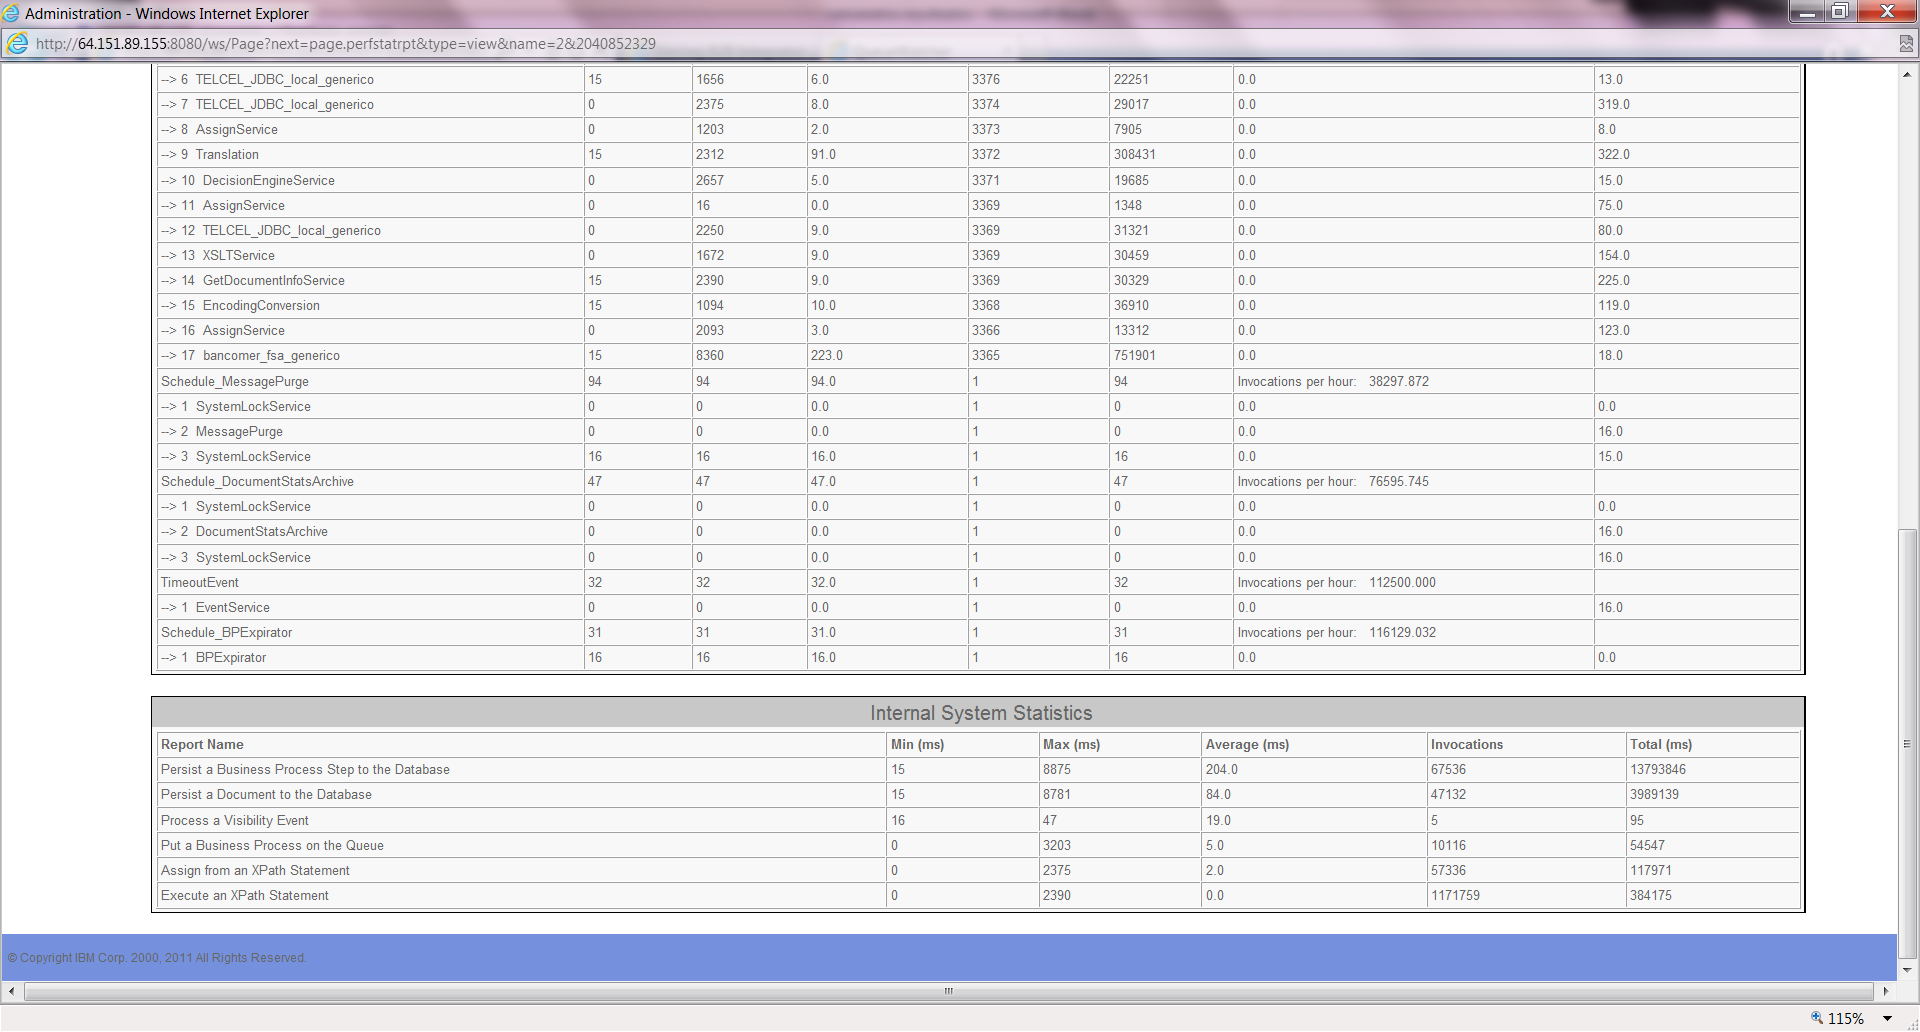 Administration - Windows Internet Explorer
http://64.151.89.155:8080/ws/Page?next=page.perfstatrpt&type=view&name=2&2040852329
--> 6 TELCEL_JDBC_local_generico 15 1656 6.0 3376 22251 0.0 13.0
--> 7 TELCEL_JDBC_local_generico 0 2375 8.0 3374 29017 0.0 319.0
--> 8 AssignService 0 1203 2.0 3373 7905 0.0 8.0
--> 9 Translation 15 2312 91.0 3372 308431 0.0 322.0
--> 10 DecisionEngineService 0 2657 5.0 3371 19685 0.0 15.0
--> 11 AssignService 0 16 0.0 3369 1348 0.0 75.0
--> 12 TELCEL_JDBC_local_generico 0 2250 9.0 3369 31321 0.0 80.0
--> 13 XSLTService 0 1672 9.0 3369 30459 0.0 154.0
--> 14 GetDocumentInfoService 15 2390 9.0 3369 30329 0.0 225.0
--> 15 EncodingConversion 15 1094 10.0 3368 36910 0.0 119.0
--> 16 AssignService 0 2093 3.0 3366 13312 0.0 123.0
--> 17 bancomer_fsa_generico 15 8360 223.0 3365 751901 0.0 18.0
Schedule_MessagePurge 94 94 94.0 1 94 Invocations per hour: 38297.872
--> 1 SystemLockService 0 0 0.0 1 0 0.0 0.0
--> 2 MessagePurge 0 0 0.0 1 0 0.0 16.0
--> 3 SystemLockService 16 16 16.0 1 16 0.0 15.0
Schedule_DocumentStatsArchive 47 47 47.0 1 47 Invocations per hour: 76595.745
--> 1 SystemLockService 0 0 0.0 1 0 0.0 0.0
--> 2 DocumentStatsArchive 0 0 0.0 1 0 0.0 16.0
--> 3 SystemLockService 0 0 0.0 1 0 0.0 16.0
TimeoutEvent 32 32 32.0 1 32 Invocations per hour: 112500.000
--> 1 EventService 0 0 0.0 1 0 0.0 16.0
Schedule_BPExpirator 31 31 31.0 1 31 Invocations per hour: 116129.032
--> 1 BPExpirator 16 16 16.0 1 16 0.0 0.0
Internal System Statistics
Report Name Min (ms) Max (ms) Average (ms) Invocations Total (ms)
Persist a Business Process Step to the Database 15 8875 204.0 67536 13793846
Persist a Document to the Database 15 8781 84.0 47132 3989139
Process a Visibility Event 16 47 19.0 5 95
Put a Business Process on the Queue 0 3203 5.0 10116 54547
Assign from an XPath Statement 0 2375 2.0 57336 117971
Execute an XPath Statement 0 2390 0.0 1171759 384175
© Copyright IBM Corp. 2000, 2011 All Rights Reserved.
115%